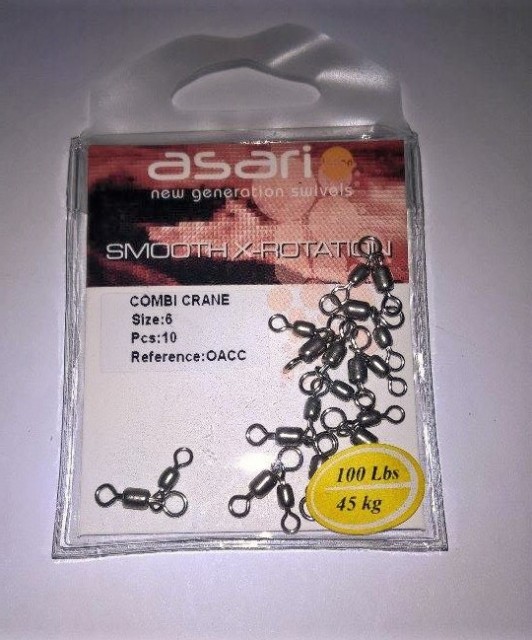 asari
new generation swivels
SMOOTH X-ROTATION
COMBI CRANE
Size:6
Pcs:10
Reference:OACC
100 Lbs
45 kg